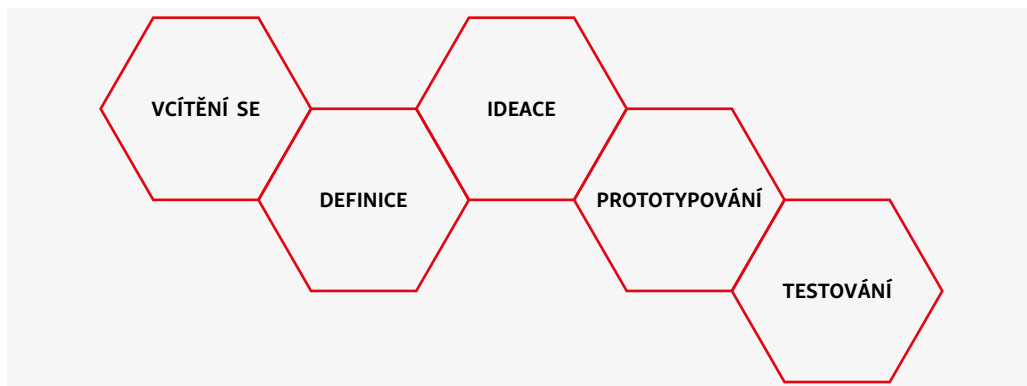 VCÍTĚNÍ SE
DEFINICE
IDEACE
PROTOTYPOVÁNÍ
TESTOVÁNÍ